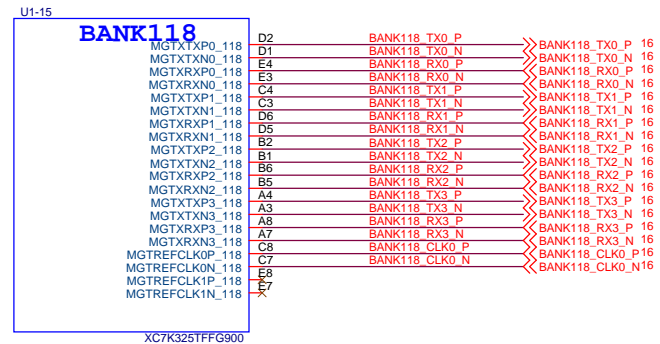 U1-15
BANK118
MGTXTXP0_118 D2 BANK118_TX0_P BANK118_TX0_P 16
MGTXTXN0_118 D1 BANK118_TX0_N BANK118_TX0_N 16
MGTXRXP0_118 E4 BANK118_RX0_P BANK118_RX0_P 16
MGTXRXN0_118 E3 BANK118_RX0_N BANK118_RX0_N 16
MGTXTXP1_118 C4 BANK118_TX1_P BANK118_TX1_P 16
MGTXTXN1_118 C3 BANK118_TX1_N BANK118_TX1_N 16
MGTXRXP1_118 D6 BANK118_RX1_P BANK118_RX1_P 16
MGTXRXN1_118 D5 BANK118_RX1_N BANK118_RX1_N 16
MGTXTXP2_118 B2 BANK118_TX2_P BANK118_TX2_P 16
MGTXTXN2_118 B1 BANK118_TX2_N BANK118_TX2_N 16
MGTXRXP2_118 B6 BANK118_RX2_P BANK118_RX2_P 16
MGTXRXN2_118 B5 BANK118_RX2_N BANK118_RX2_N 16
MGTXTXP3_118 A4 BANK118_TX3_P BANK118_TX3_P 16
MGTXTXN3_118 A3 BANK118_TX3_N BANK118_TX3_N 16
MGTXRXP3_118 A8 BANK118_RX3_P BANK118_RX3_P 16
MGTXRXN3_118 A7 BANK118_RX3_N BANK118_RX3_N 16
MGTREFCLK0P_118 C8 BANK118_CLK0_P BANK118_CLK0_P 16
MGTREFCLK0N_118 C7 BANK118_CLK0_N BANK118_CLK0_N 16
MGTREFCLK1P_118 E8
MGTREFCLK1N_118 E7
XC7K325TFFG900